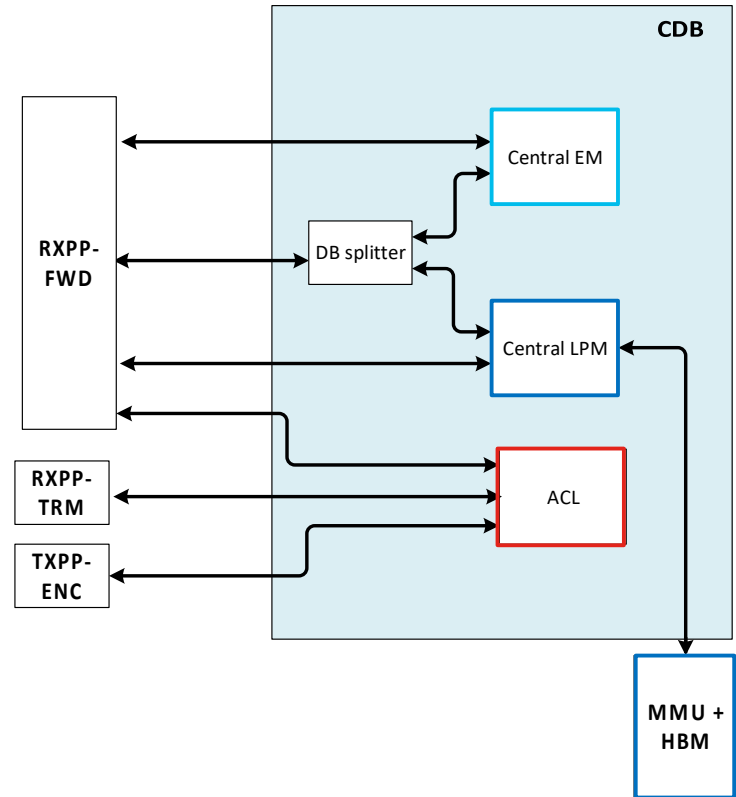 CDB
Central EM
RXPP-
FWD
DB splitter
Central LPM
RXPP-
TRM
ACL
TXPP-
ENC
MMU +
HBM